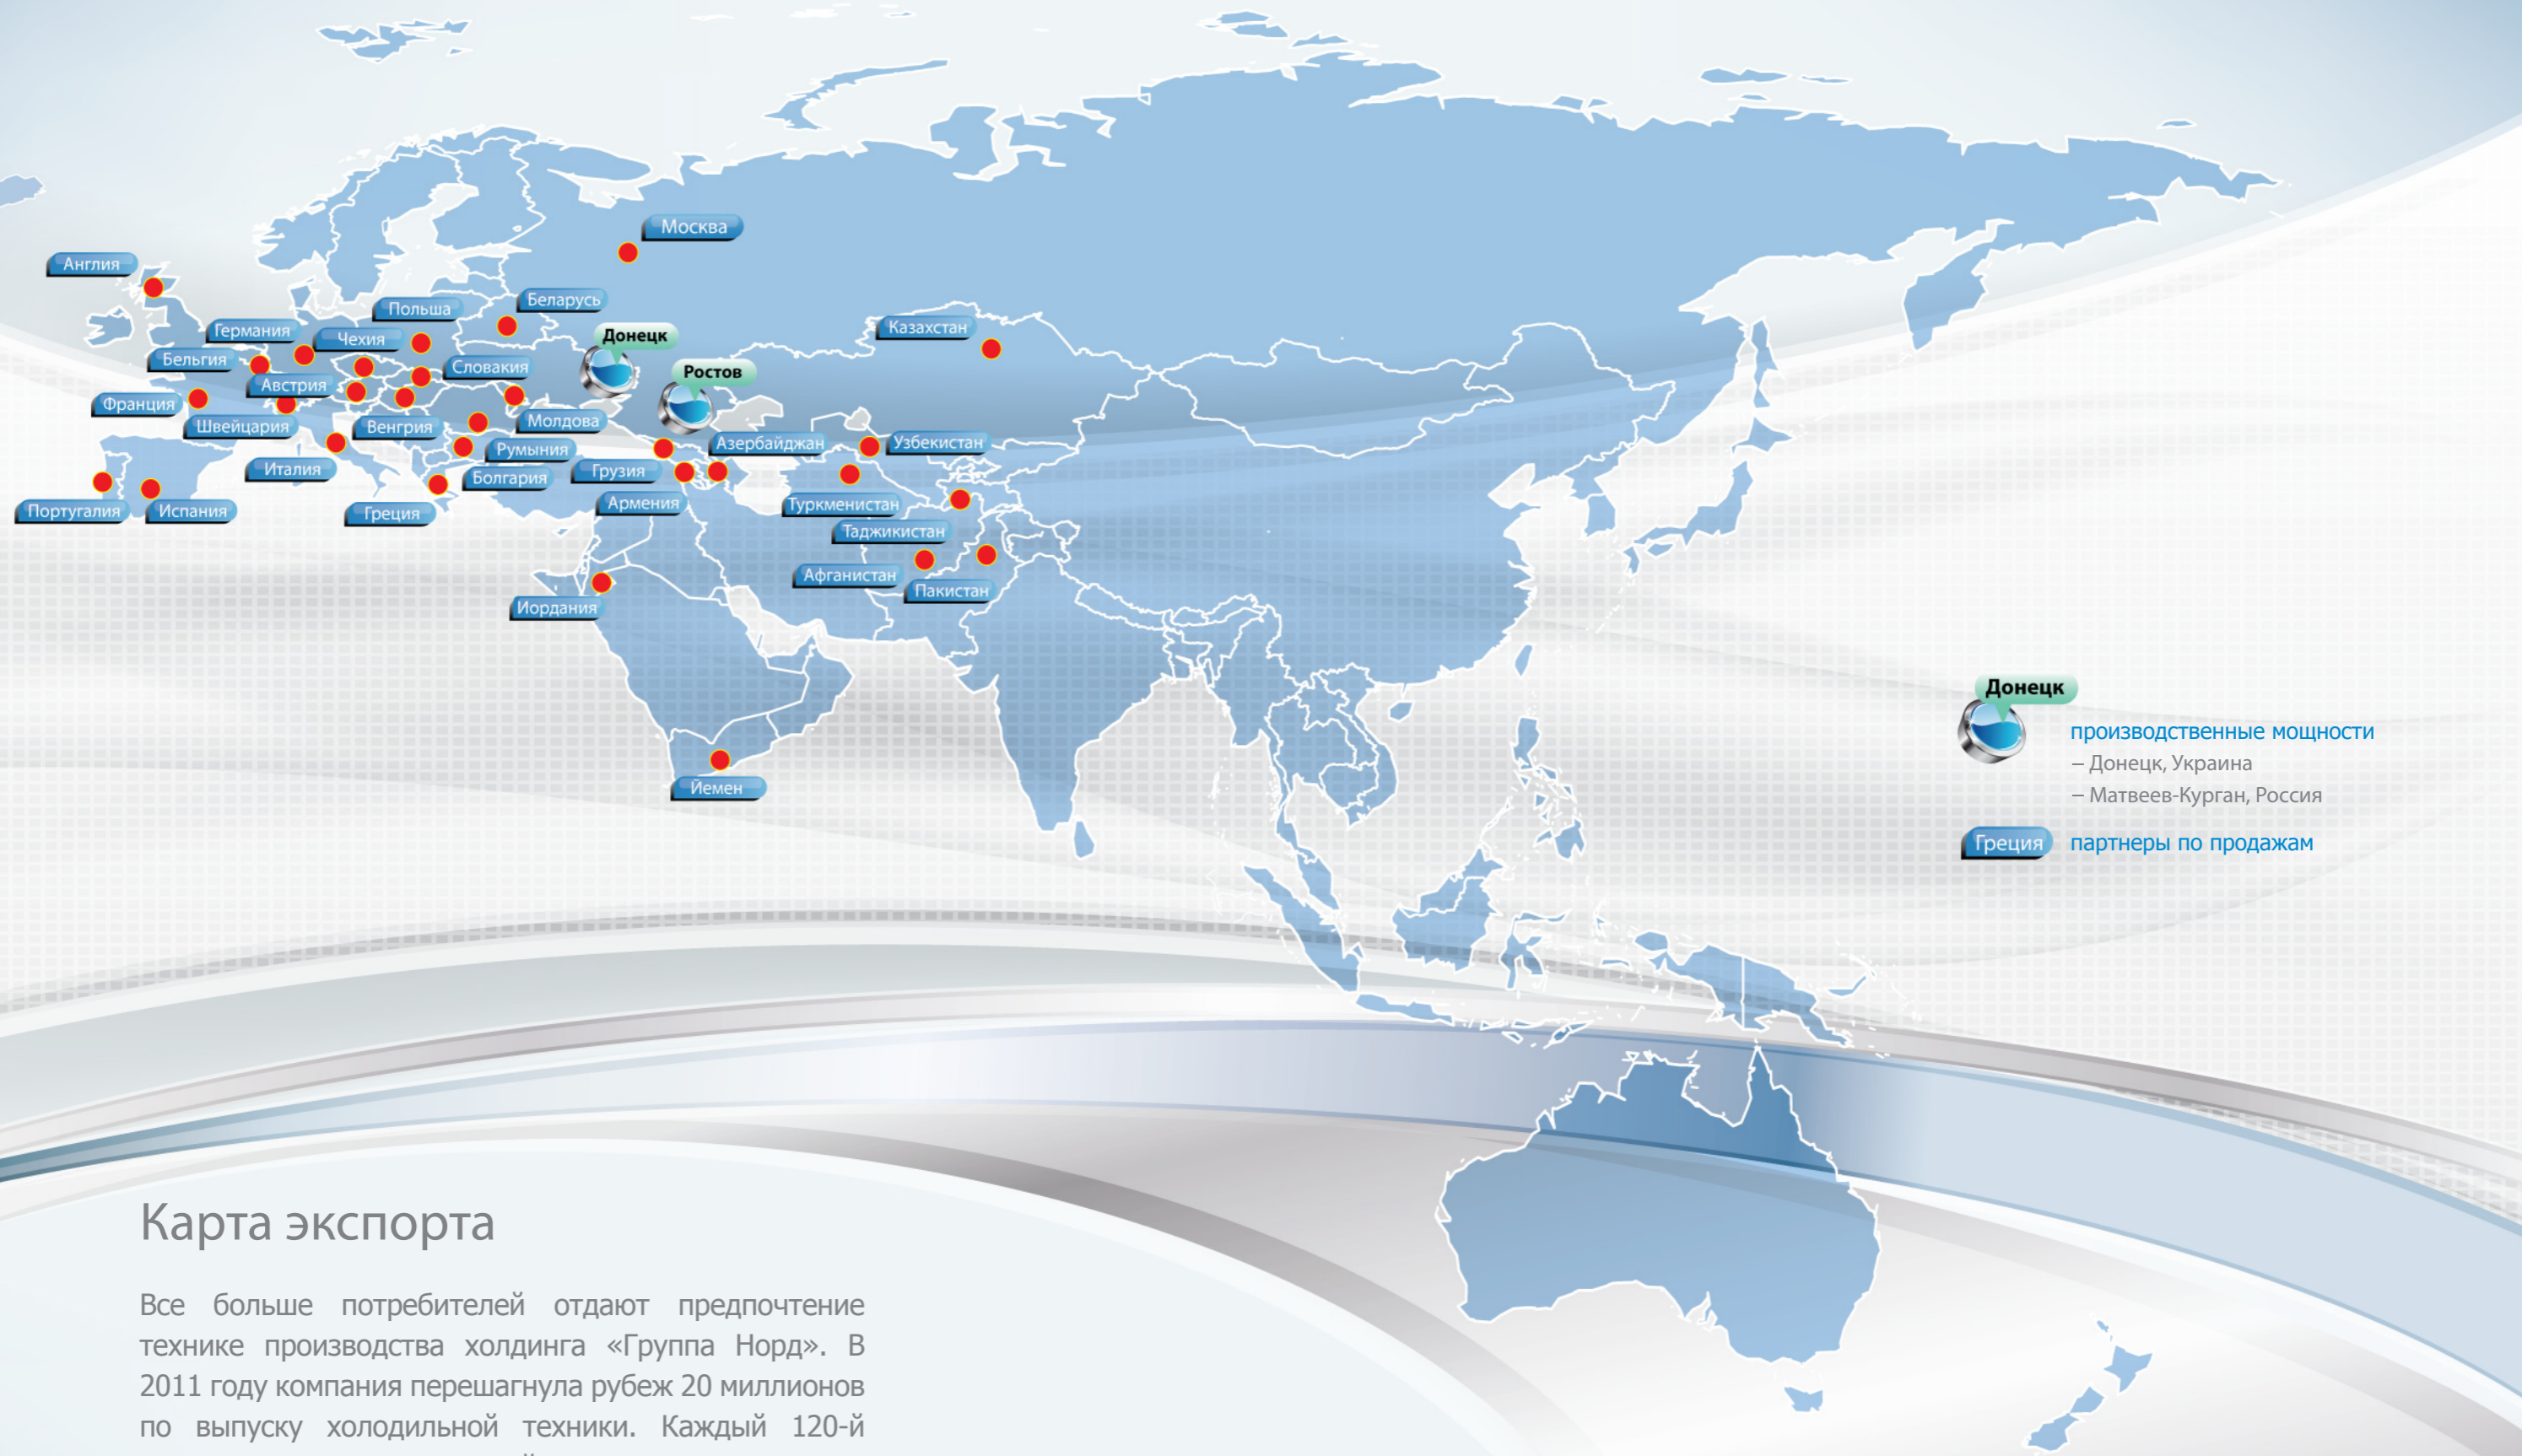 Москва
Англия
Беларусь
Польша
Германия
Чехия
Донецк
Казахстан
Бельгия
Словакия
Ростов
Австрия
Франция
Швейцария
Венгрия
Молдова
Азербайджан
Узбекистан
Румыния
Италия
Грузия
Болгария
Армения
Туркменистан
Португалия
Испания
Греция
Таджикистан
Афганистан
Пакистан
Иордания
Йемен
Донецк
производственные мощности
– Донецк, Украина
– Матвеев-Курган, Россия
Греция
партнеры по продажам
Карта экспорта
Все больше потребителей отдают предпочтение
технике производства холдинга «Группа Норд». В
2011 году компания перешагнула рубеж 20 миллионов
по выпуску холодильной техники. Каждый 120-й